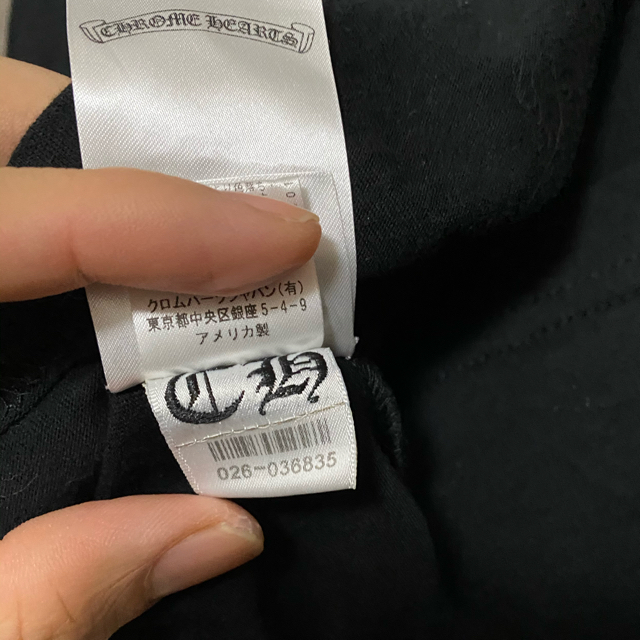 CHROME HEARTS
クロムハーツジャパン(有)
東京都中央区銀座5-4-9
アメリカ製
CH
026-036835